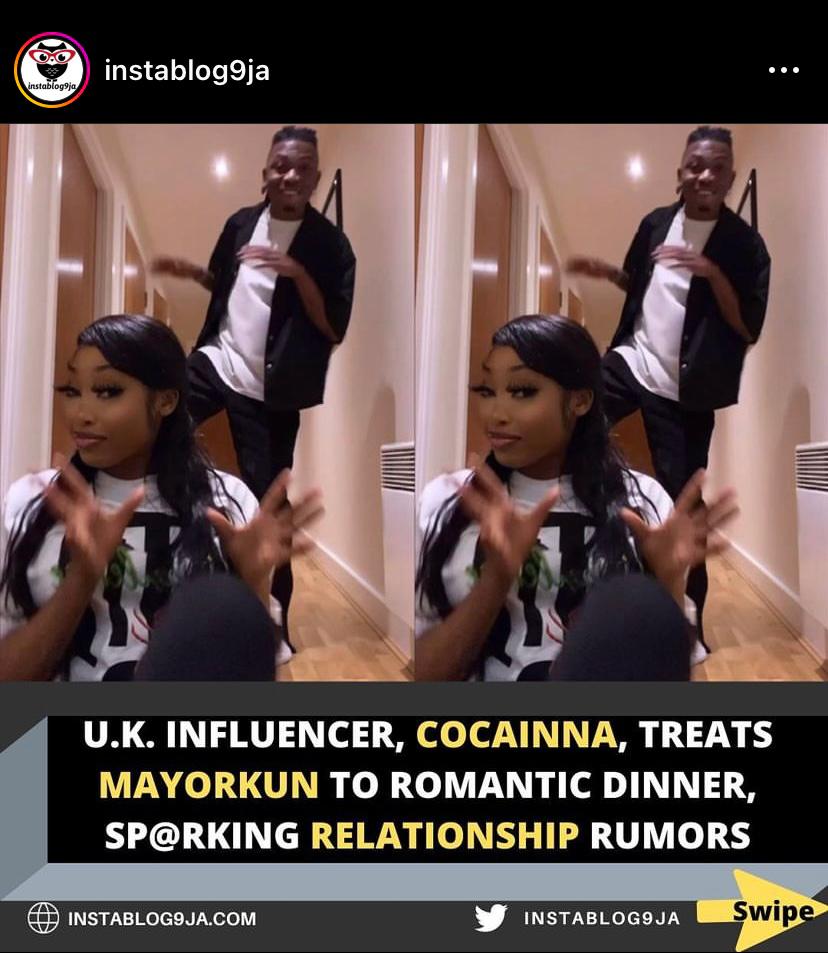 instablog9ja
instablog9ja
U.K. INFLUENCER, COCAINNA, TREATS
MAYORKUN TO ROMANTIC DINNER,
SP@RKING RELATIONSHIP RUMORS
INSTABLOG9JA.COM
INSTABLOG9JA
Swipe